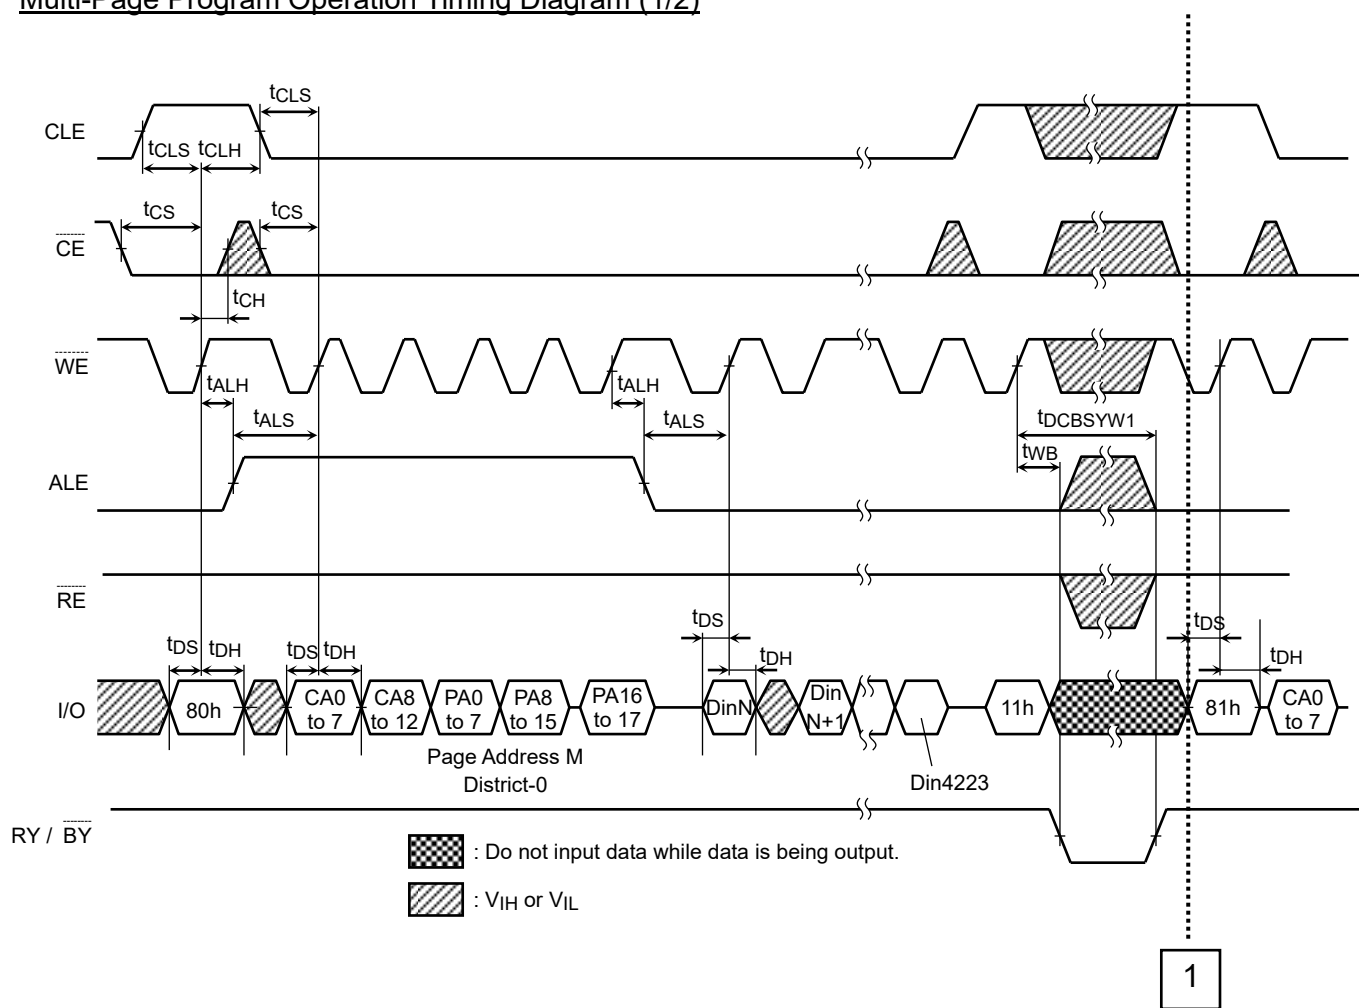 Multi-Page Program Operation Timing Diagram (1/2)
tCLS
CLE
tCLS tCLH
tCS tCS
CE
tCH
WE
tALH tALH
tALS tALS
tDCBSYW1
tWB
ALE
RE
tDS tDH tDS tDH tDS tDH tDS tDH
I/O
80h
CA0 to 7
CA8 to 12
PA0 to 7
PA8 to 15
PA16 to 17
DinN
Din N+1
11h
81h
CA0 to 7
Page Address M
District-0
Din4223
RY / BY
: Do not input data while data is being output.
: VIH or VIL
1